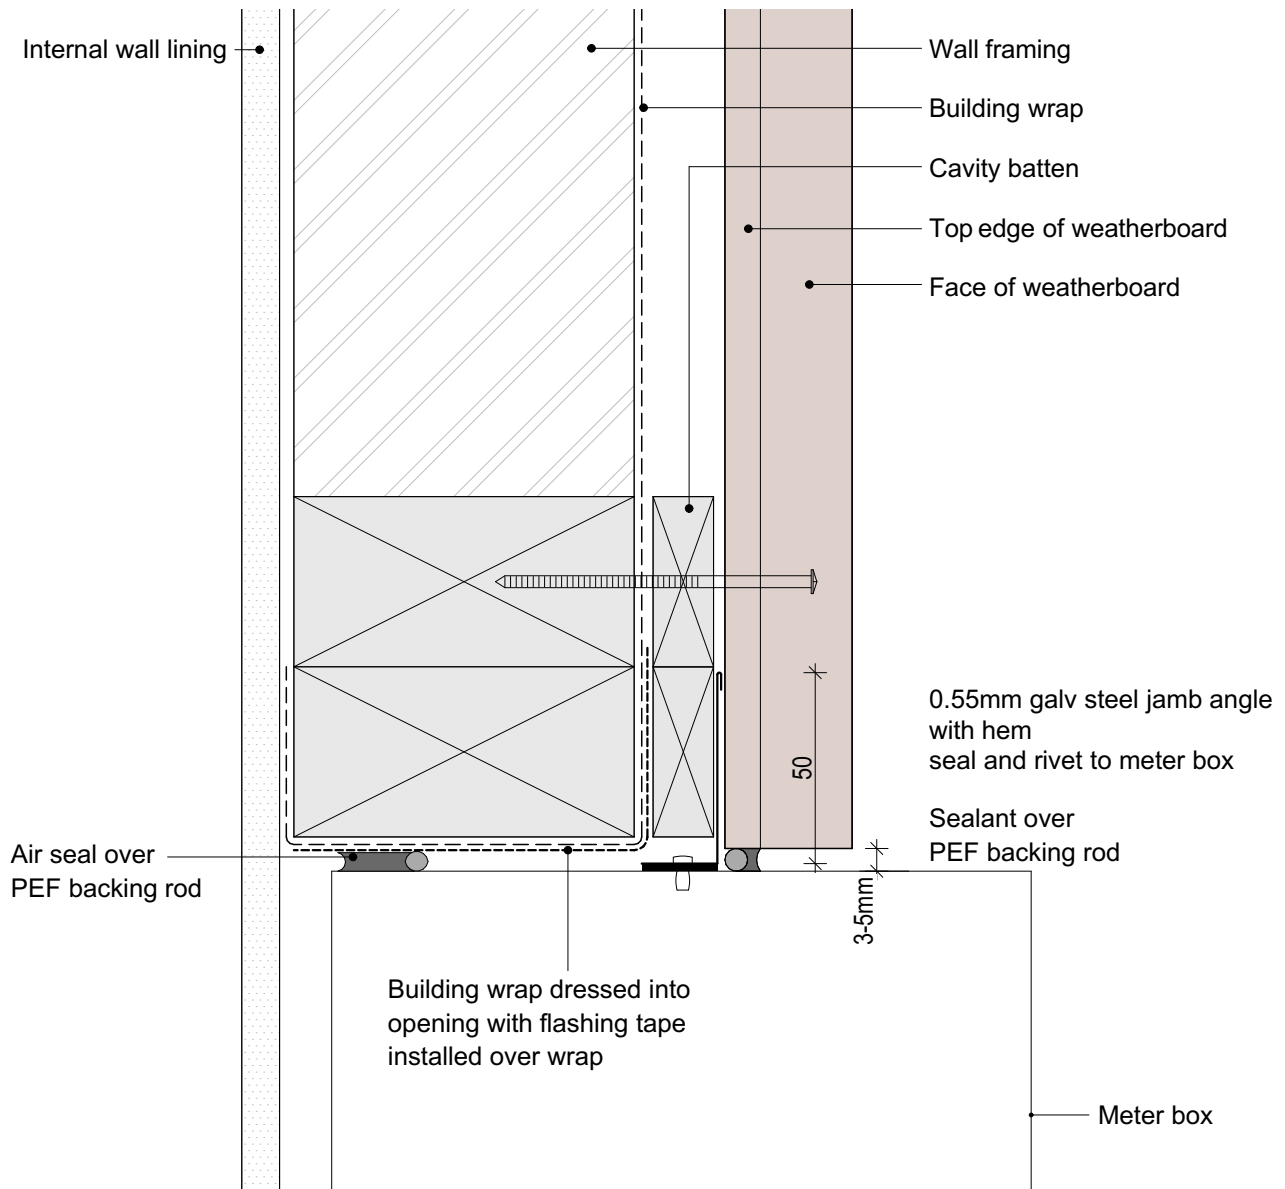 Internal wall lining
Wall framing
Building wrap
Cavity batten
Top edge of weatherboard
Face of weatherboard
0.55mm galv steel jamb angle
with hem
seal and rivet to meter box
50
Sealant over
PEF backing rod
Air seal over
PEF backing rod
3-5mm
Building wrap dressed into
opening with flashing tape
installed over wrap
Meter box